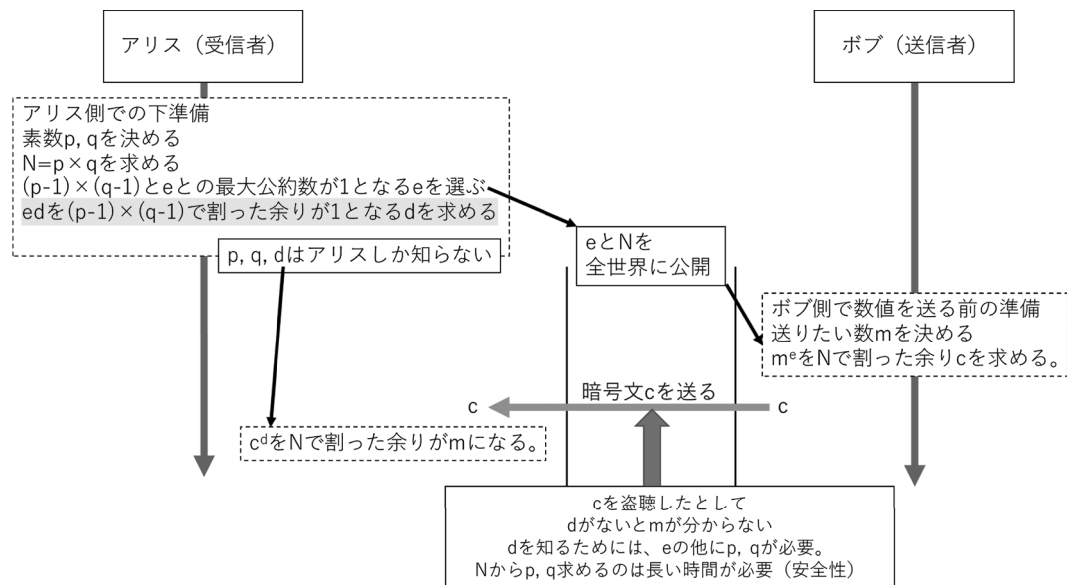 アリス（受信者）
ボブ（送信者）
アリス側での下準備
素数p, qを決める
N=p×qを求める
(p-1)×(q-1)とeとの最大公約数が1となるeを選ぶ
edを(p-1)×(q-1)で割った余りが1となるdを求める
p, q, dはアリスしか知らない
eとNを
全世界に公開
ボブ側で数値を送る前の準備
送りたい数mを決める
mᵉをNで割った余りcを求める。
暗号文cを送る
c
c
cᵈをNで割った余りがmになる。
cを盗聴したとして
dがないとmが分からない
dを知るためには、eの他にp, qが必要。
Nからp, q求めるのは長い時間が必要（安全性）